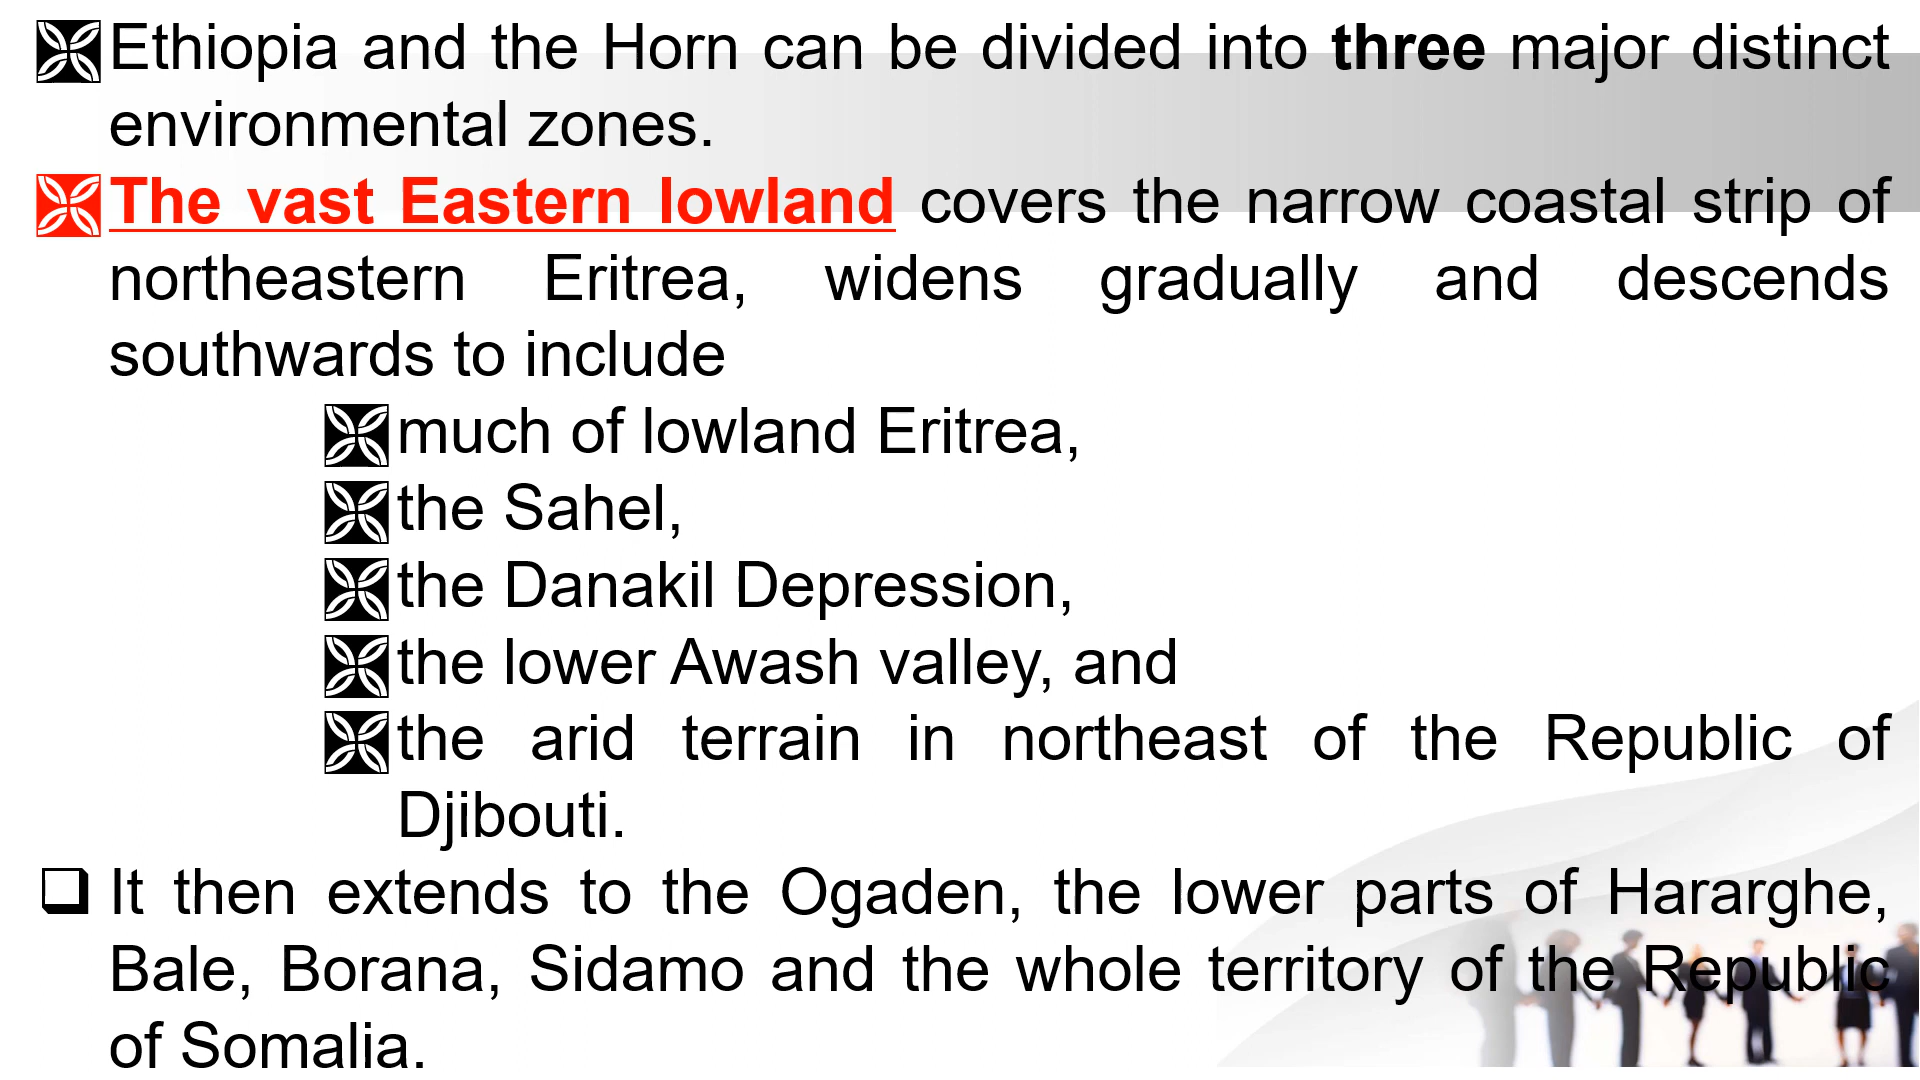 Ethiopia and the Horn can be divided into three major distinct
environmental zones.
The vast Eastern lowland covers the narrow coastal strip of
northeastern Eritrea, widens gradually and descends
southwards to include
much of lowland Eritrea,
the Sahel,
the Danakil Depression,
the lower Awash valley, and
the arid terrain in northeast of the Republic of
Djibouti.
It then extends to the Ogaden, the lower parts of Hararghe,
Bale, Borana, Sidamo and the whole territory of the Republic
of Somalia.